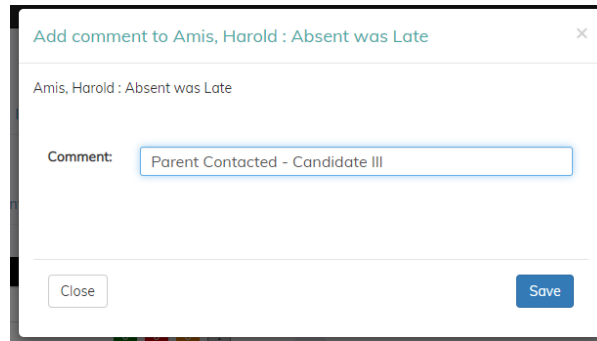 Add comment to Amis, Harold : Absent was Late
×
Amis, Harold : Absent was Late
Comment:
Parent Contacted - Candidate III
Close
Save